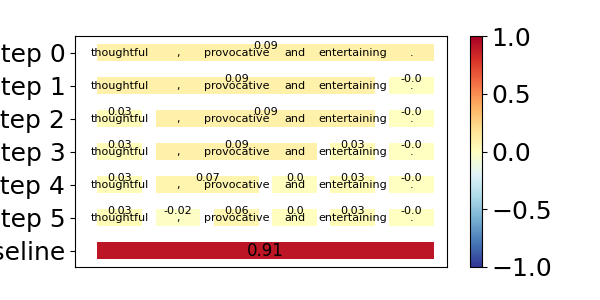 0.09
tep 0 thoughtful , provocative and entertaining .
0.09 -0.0
tep 1 thoughtful , provocative and entertaining .
0.03 0.09 -0.0
tep 2 thoughtful , provocative and entertaining .
0.03 0.09 0.03 -0.0
tep 3 thoughtful , provocative and entertaining .
0.03 0.07 0.0 0.03 -0.0
tep 4 thoughtful , provocative and entertaining .
0.03 -0.02 0.06 0.0 0.03 -0.0
tep 5 thoughtful , provocative and entertaining .
seline 0.91
1.0
0.5
0.0
−0.5
−1.0